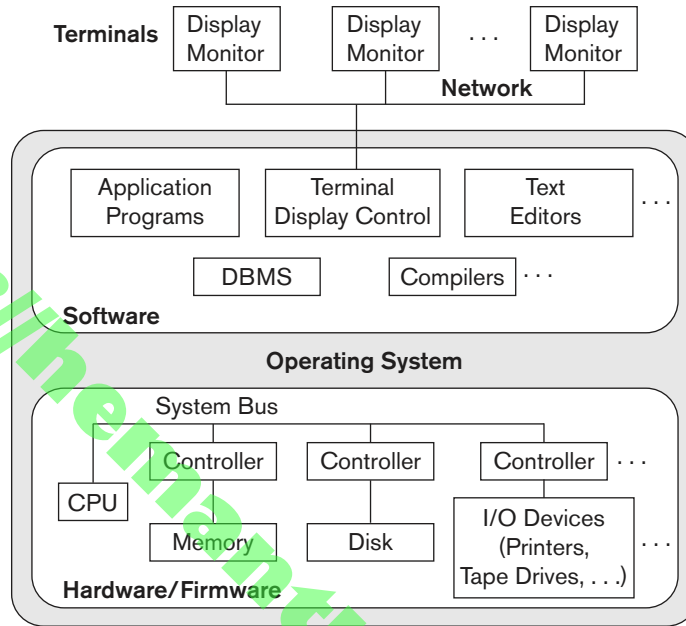 Terminals
Display
Monitor
Display
Monitor
. . .
Display
Monitor
Network
Application
Programs
Terminal
Display Control
Text
Editors
. . .
DBMS
Compilers
. . .
Software
Operating System
System Bus
Controller
Controller
Controller
. . .
CPU
Memory
Disk
I/O Devices
(Printers,
Tape Drives, . . .)
. . .
Hardware/Firmware